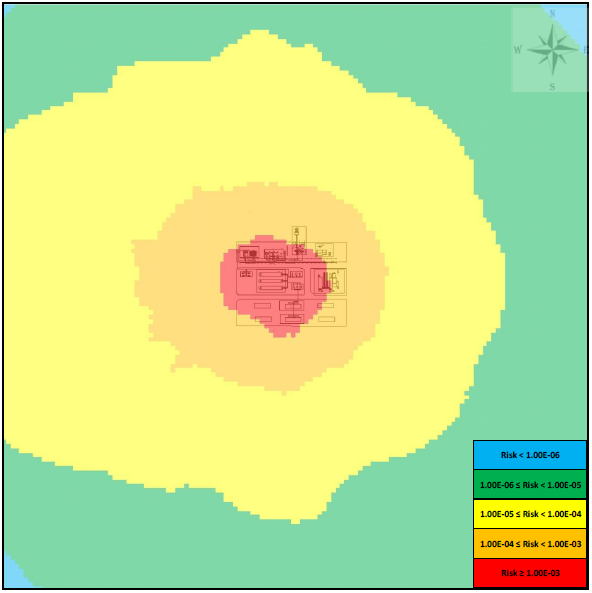 N
W E
S
Risk < 1.00E-06
1.00E-06 ≤ Risk < 1.00E-05
1.00E-05 ≤ Risk < 1.00E-04
1.00E-04 ≤ Risk < 1.00E-03
Risk ≥ 1.00E-03